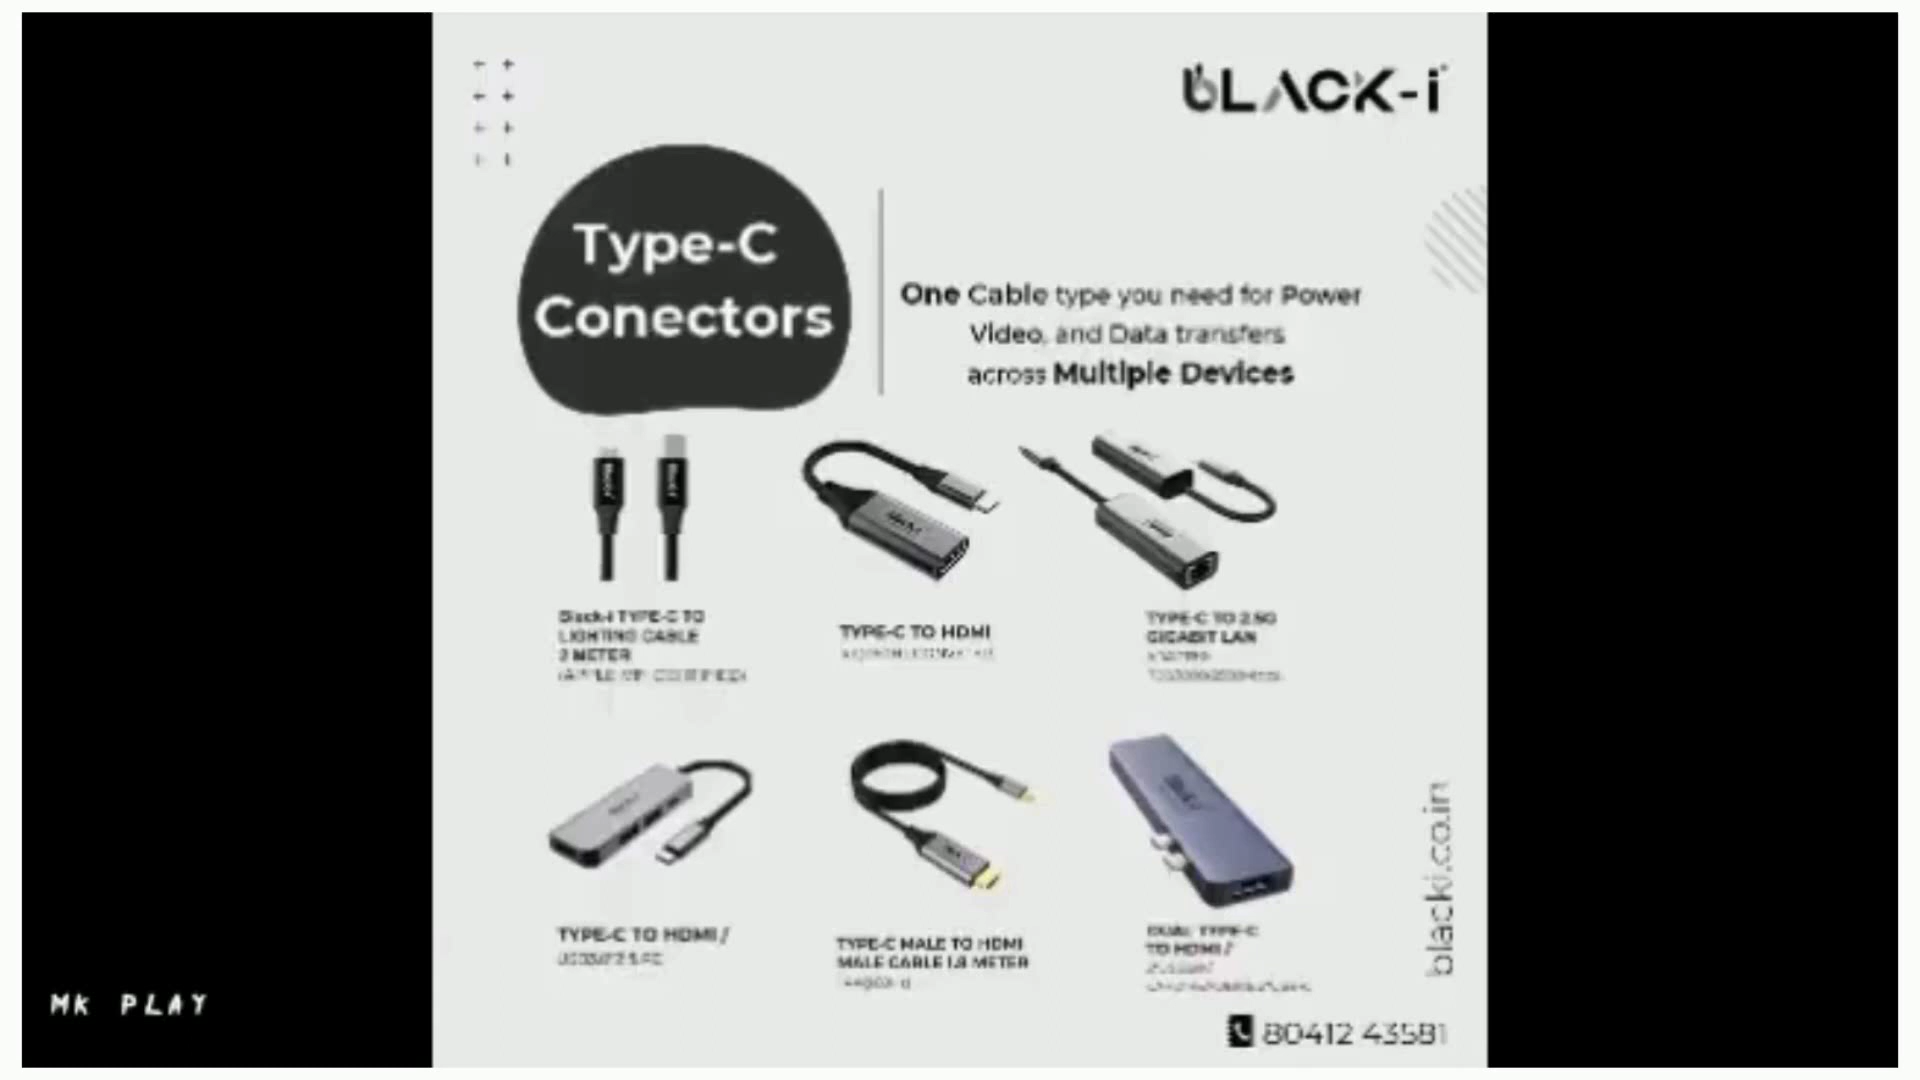 bLACK-i
Type-C
Conectors
One Cable type you need for Power
Video, and Data transfers
across Multiple Devices
Black-i TYPE-C TO
LIGHTING CABLE
2 METER
TYPE-C TO HDMI
TYPE-C TO 2.5G
GIGABIT LAN
TYPE-C TO HDMI /
TYPE-C MALE TO HDMI
MALE CABLE 1.8 METER
DUAL TYPE-C
TO HDMI /
blacki.co.in
80412 43581
MK PLAY